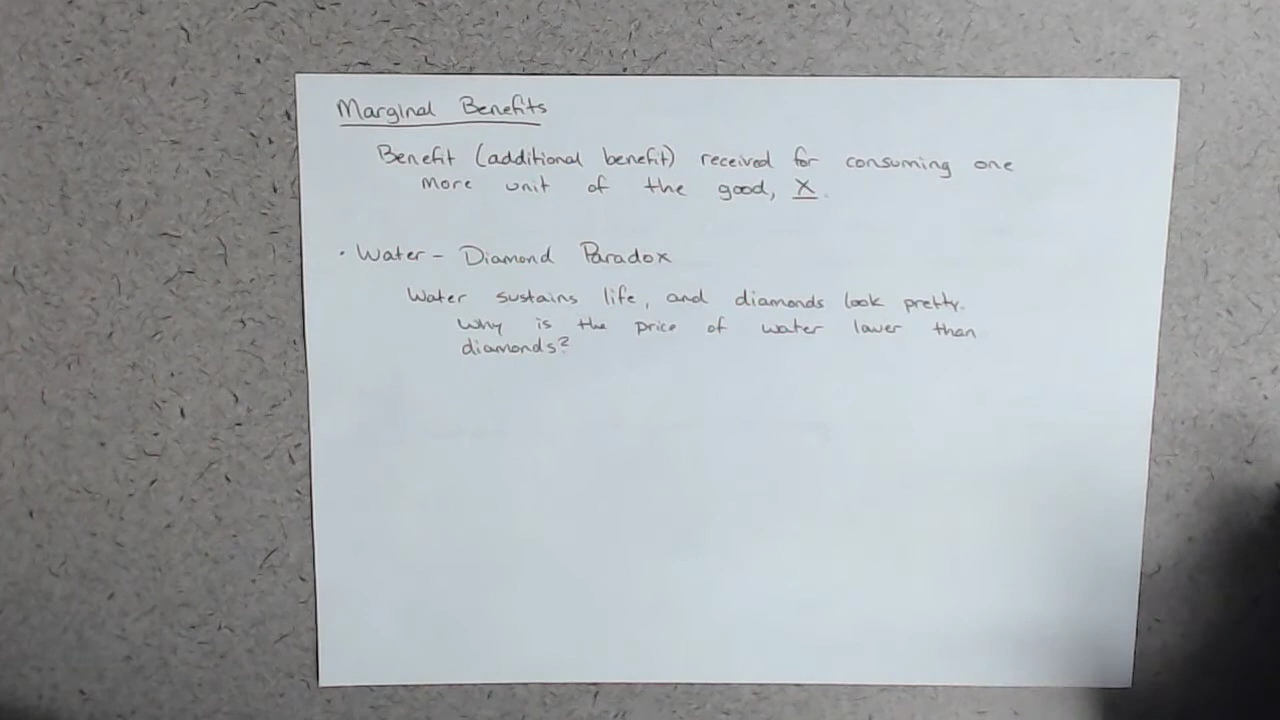 Marginal Benefits
Benefit (additional benefit) received for consuming one
more unit of the good, X.
• Water - Diamond Paradox
Water sustains life, and diamonds look pretty.
Why is the price of water lower than
diamonds?